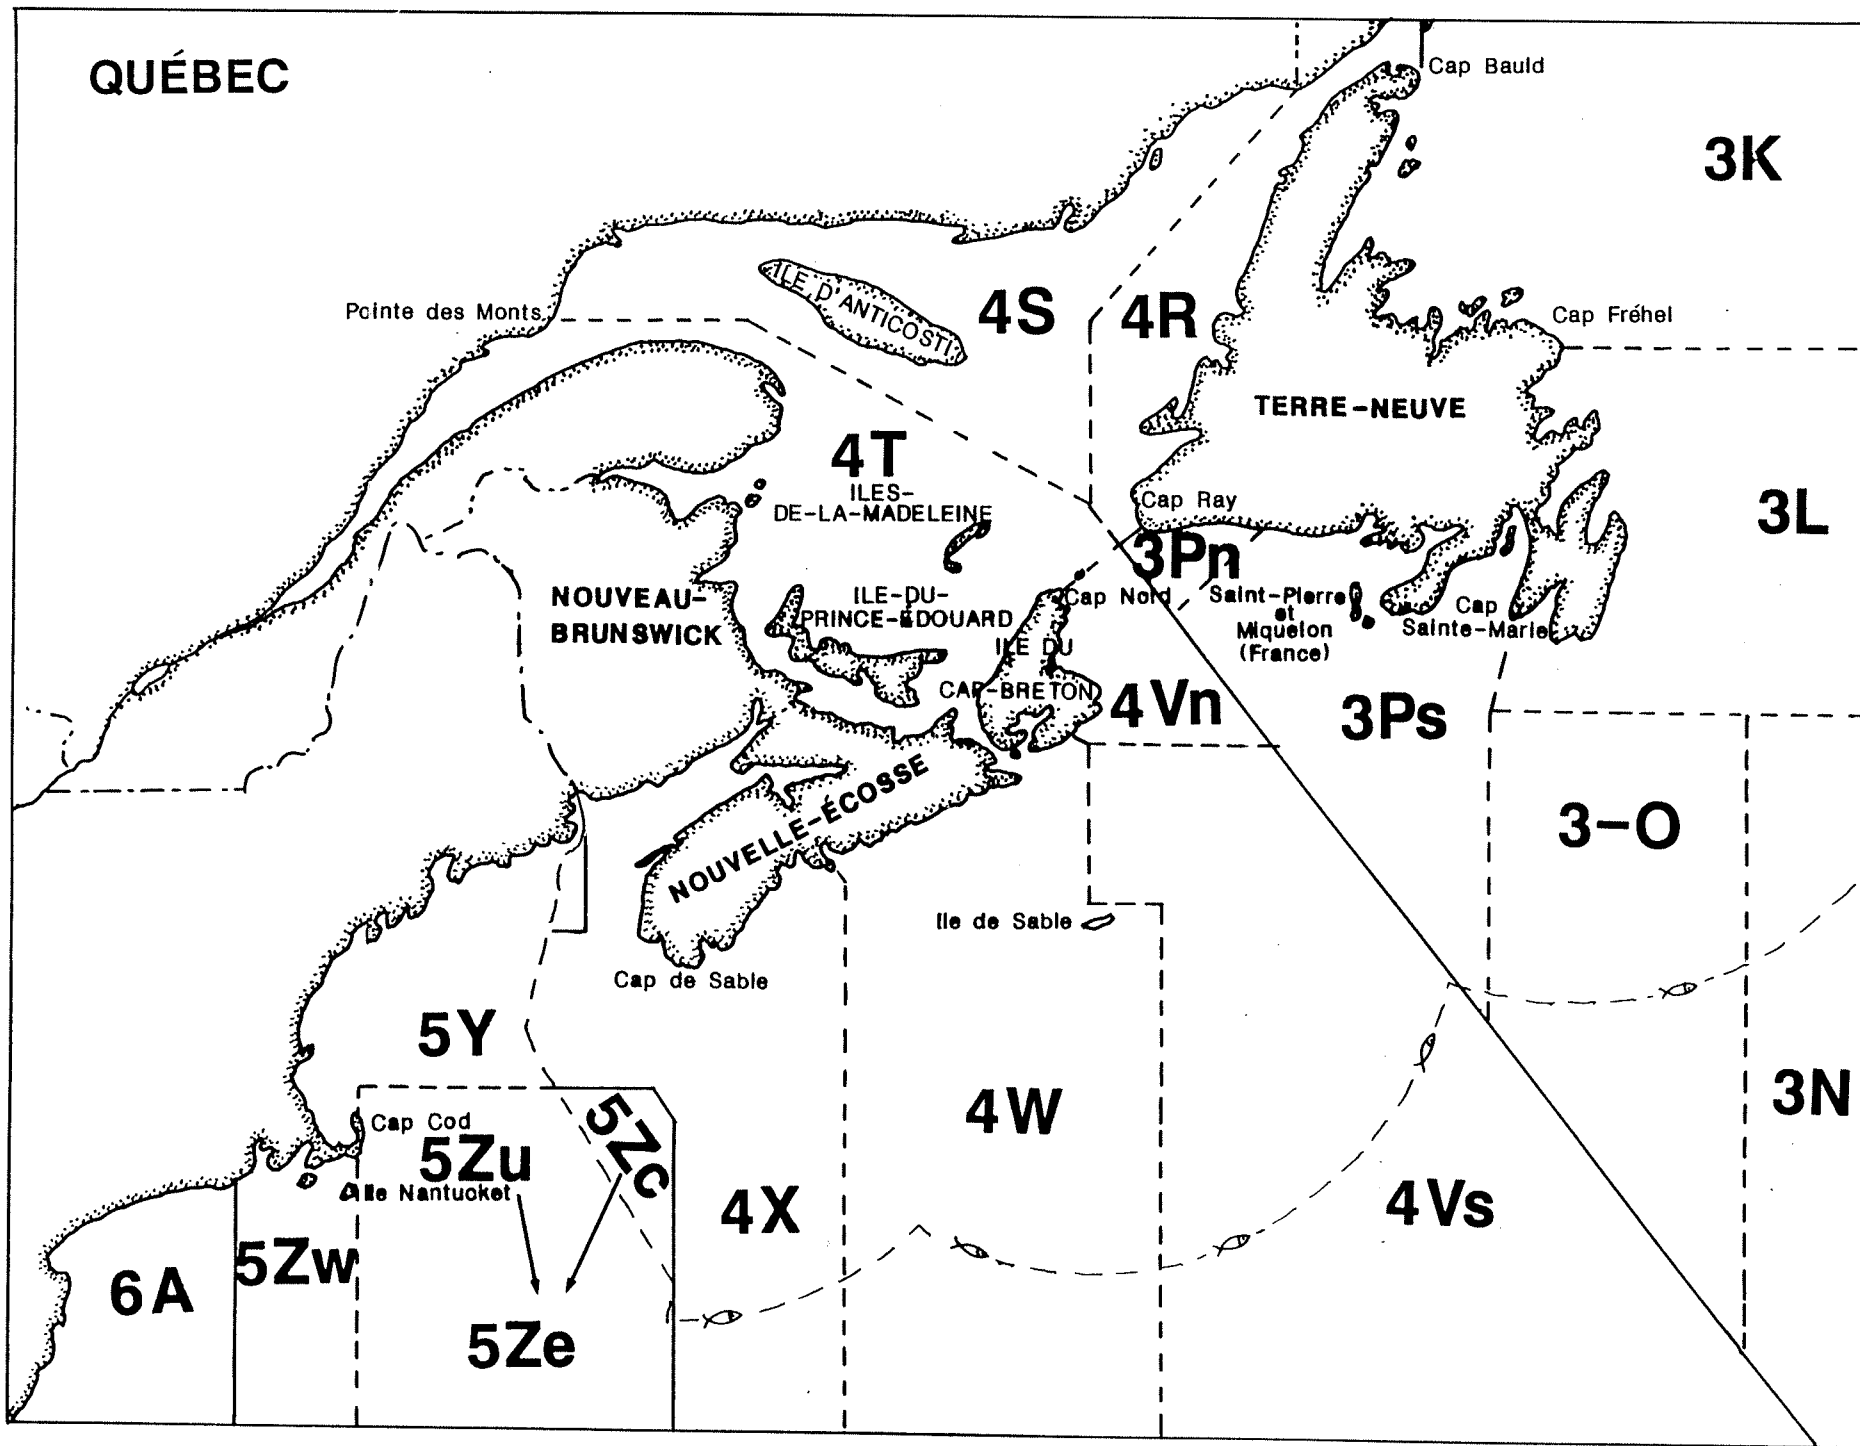 QUÉBEC
Cap Bauld
3K
Pointe des Monts
ILE D'ANTICOSTI
4S
4R
Cap Fréhel
TERRE-NEUVE
4T
ILES-
DE-LA-MADELEINE
Cap Ray
3L
3Pn
NOUVEAU-
BRUNSWICK
ILE-DU-
PRINCE-ÉDOUARD
Cap Nord
Saint-Pierre
et
Miquelon
(France)
Cap
Sainte-Marie
ILE DU
CAP-BRETON
4Vn
3Ps
NOUVELLE-ÉCOSSE
3-O
Ile de Sable
Cap de Sable
5Y
Cap Cod
5Zu
5Zc
Ile Nantucket
4W
3N
4X
4Vs
6A
5Zw
5Ze